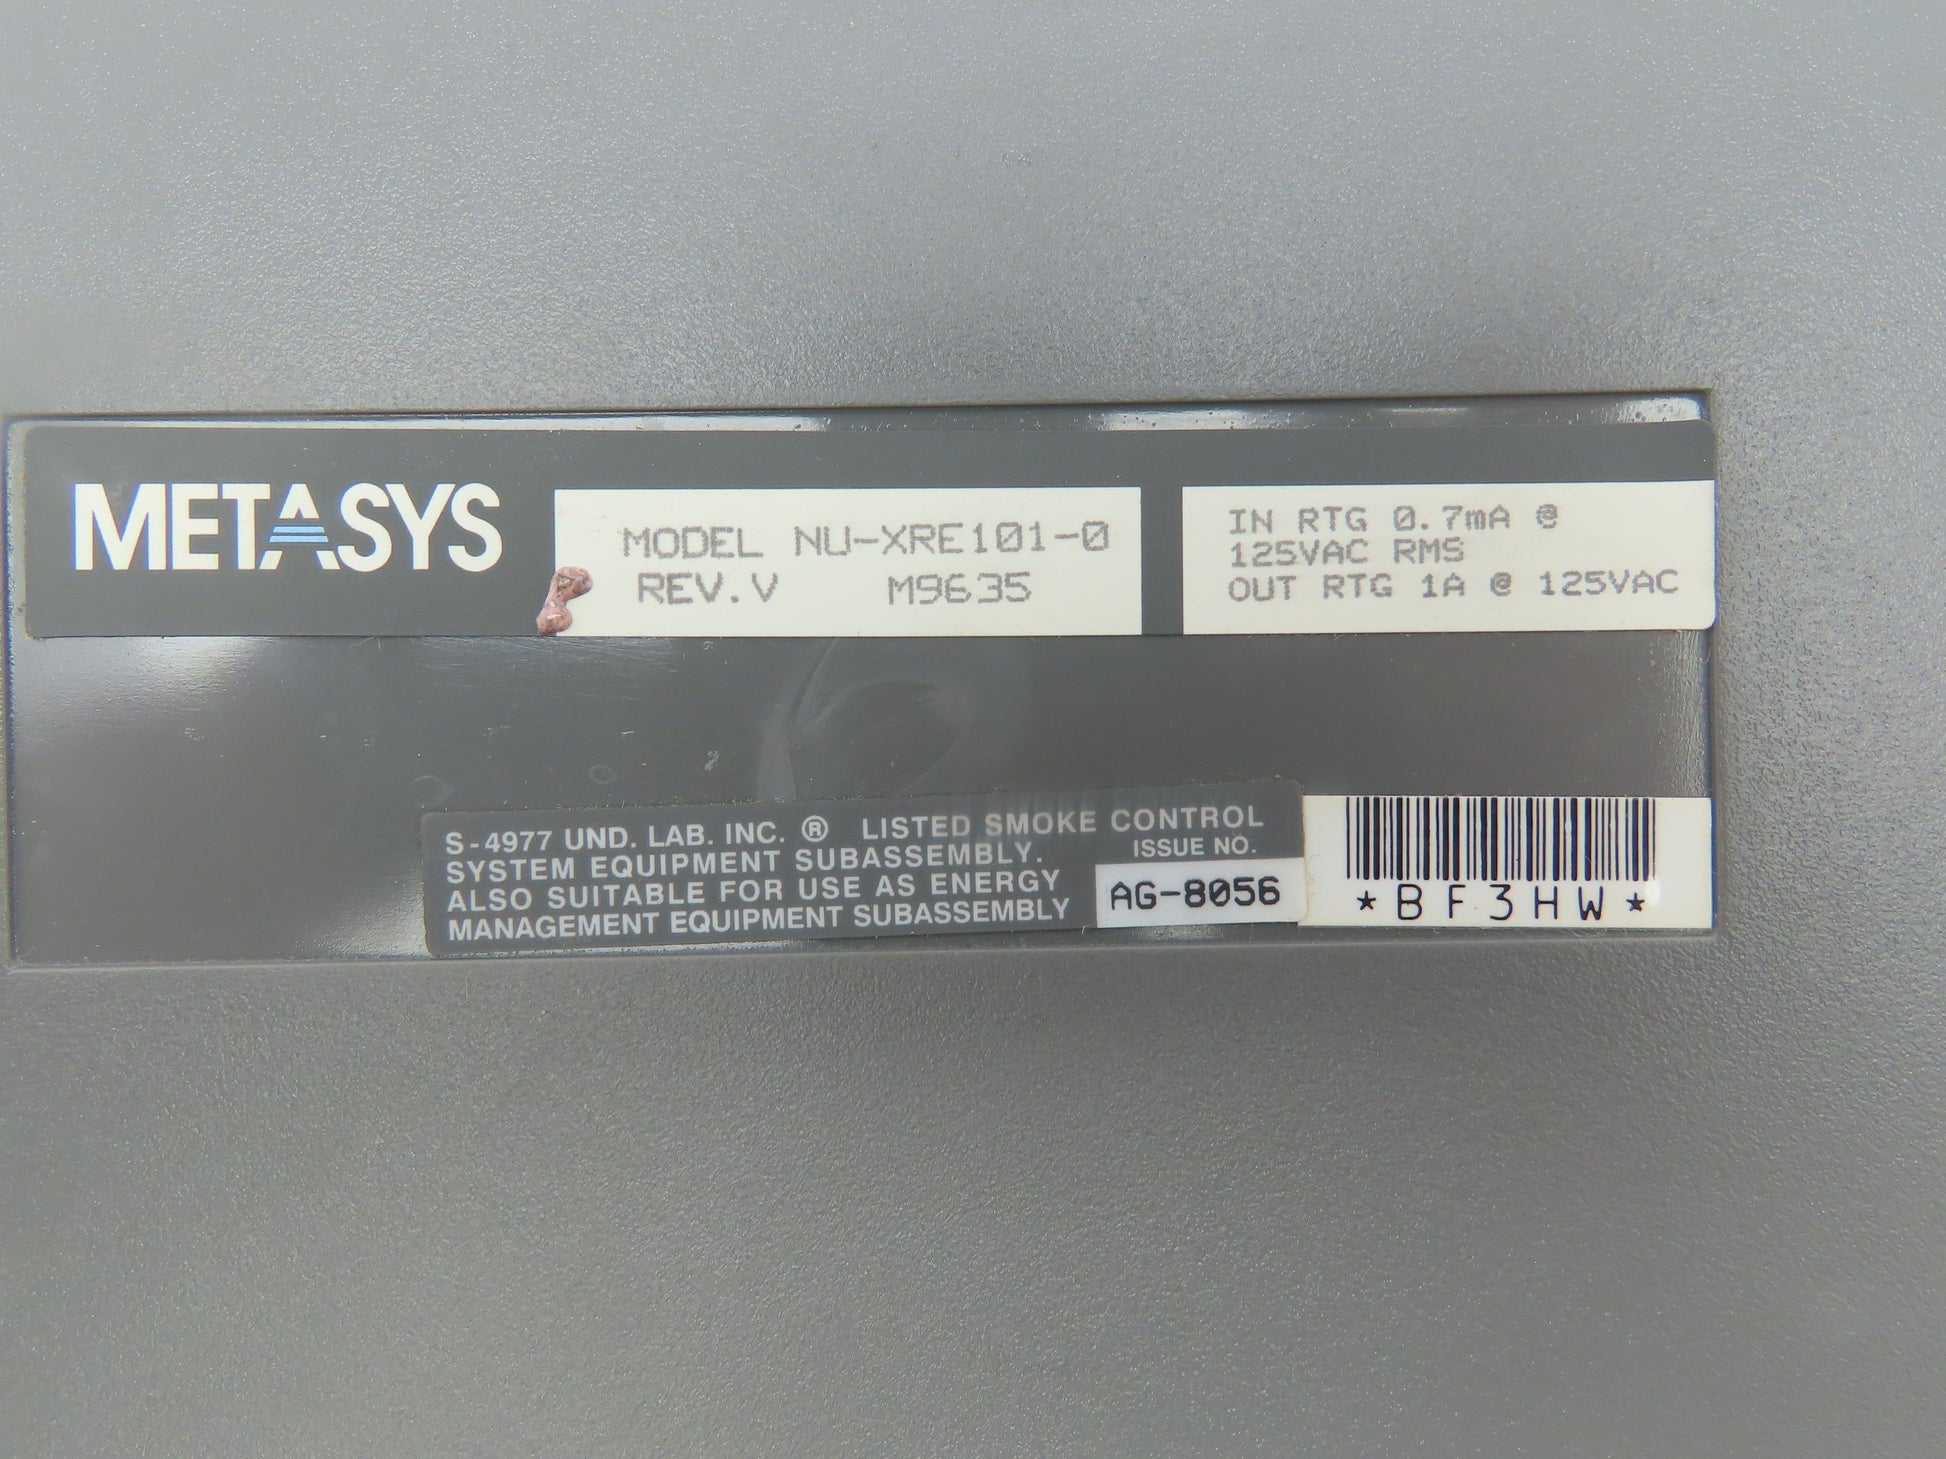 METASYS
MODEL NU-XRE101-0
REV.V M9635
IN RTG 0.7mA @
125VAC RMS
OUT RTG 1A @ 125VAC
S-4977 UND. LAB. INC. ® LISTED SMOKE CONTROL
SYSTEM EQUIPMENT SUBASSEMBLY.
ALSO SUITABLE FOR USE AS ENERGY
MANAGEMENT EQUIPMENT SUBASSEMBLY
ISSUE NO.
AG-8056
*BF3HW*